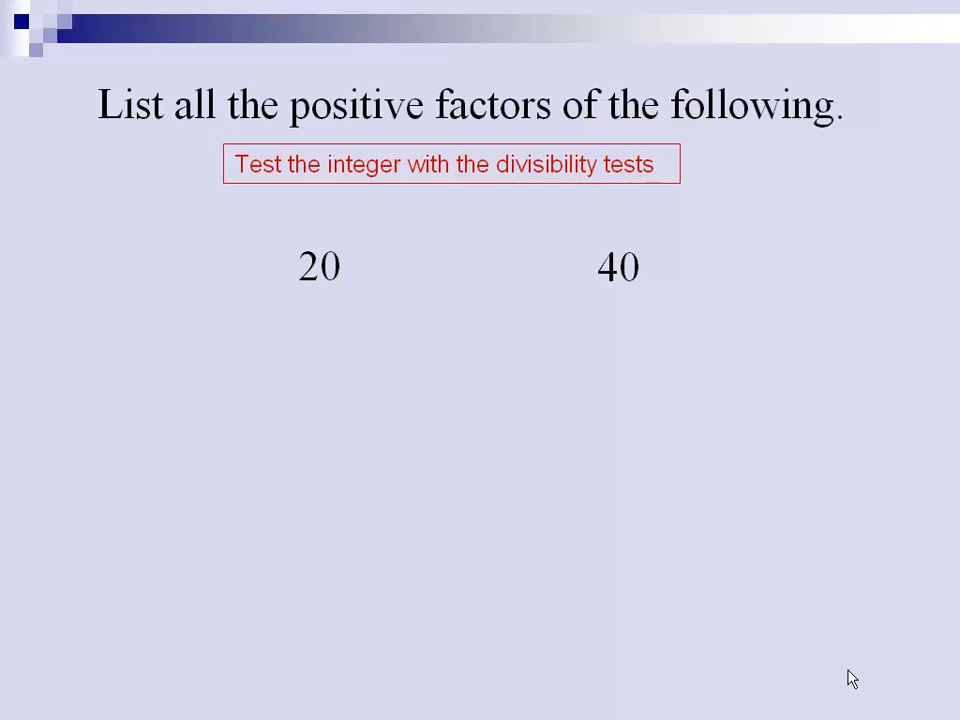 List all the positive factors of the following.
Test the integer with the divisibility tests
20 40